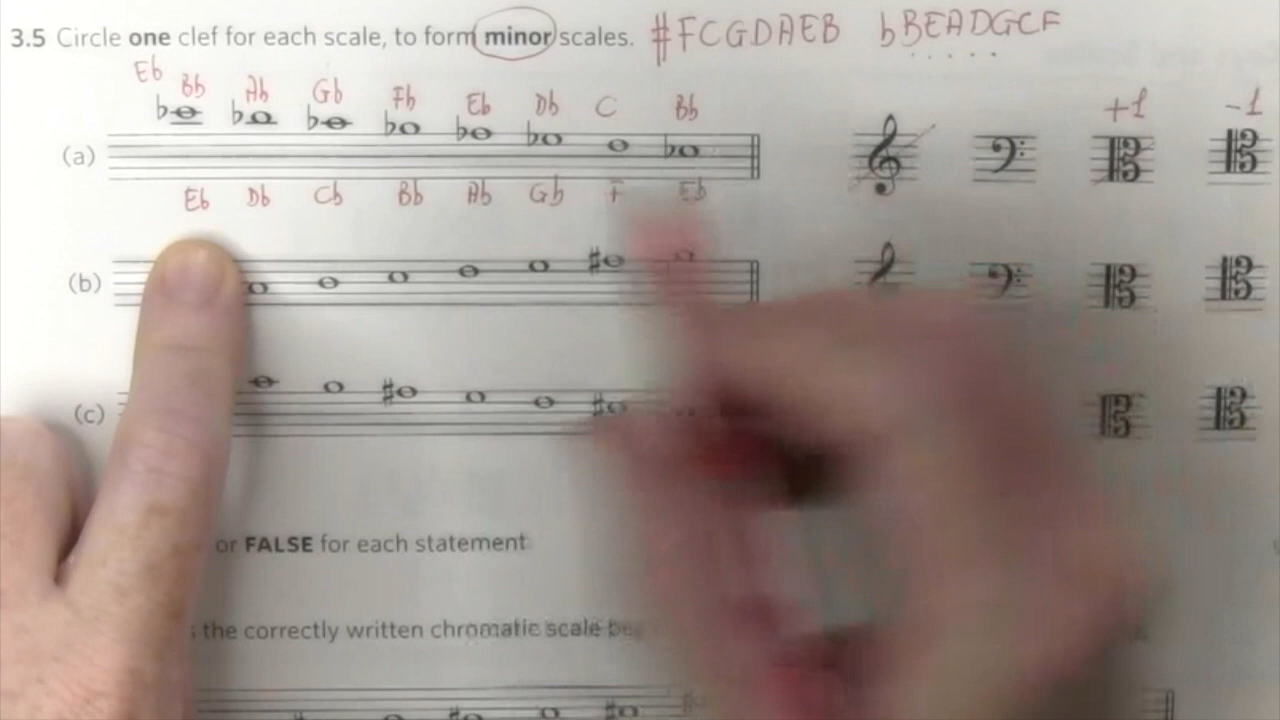 3.5 Circle one clef for each scale, to form minor scales. #FCGDAEB bBEADGCF
Eb Bb Ab Gb Fb Eb Db C Bb +1 -1
(a)
Eb Db Cb Bb Ab Gb F Eb
(b)
(c)
or FALSE for each statement
the correctly written chromatic scale